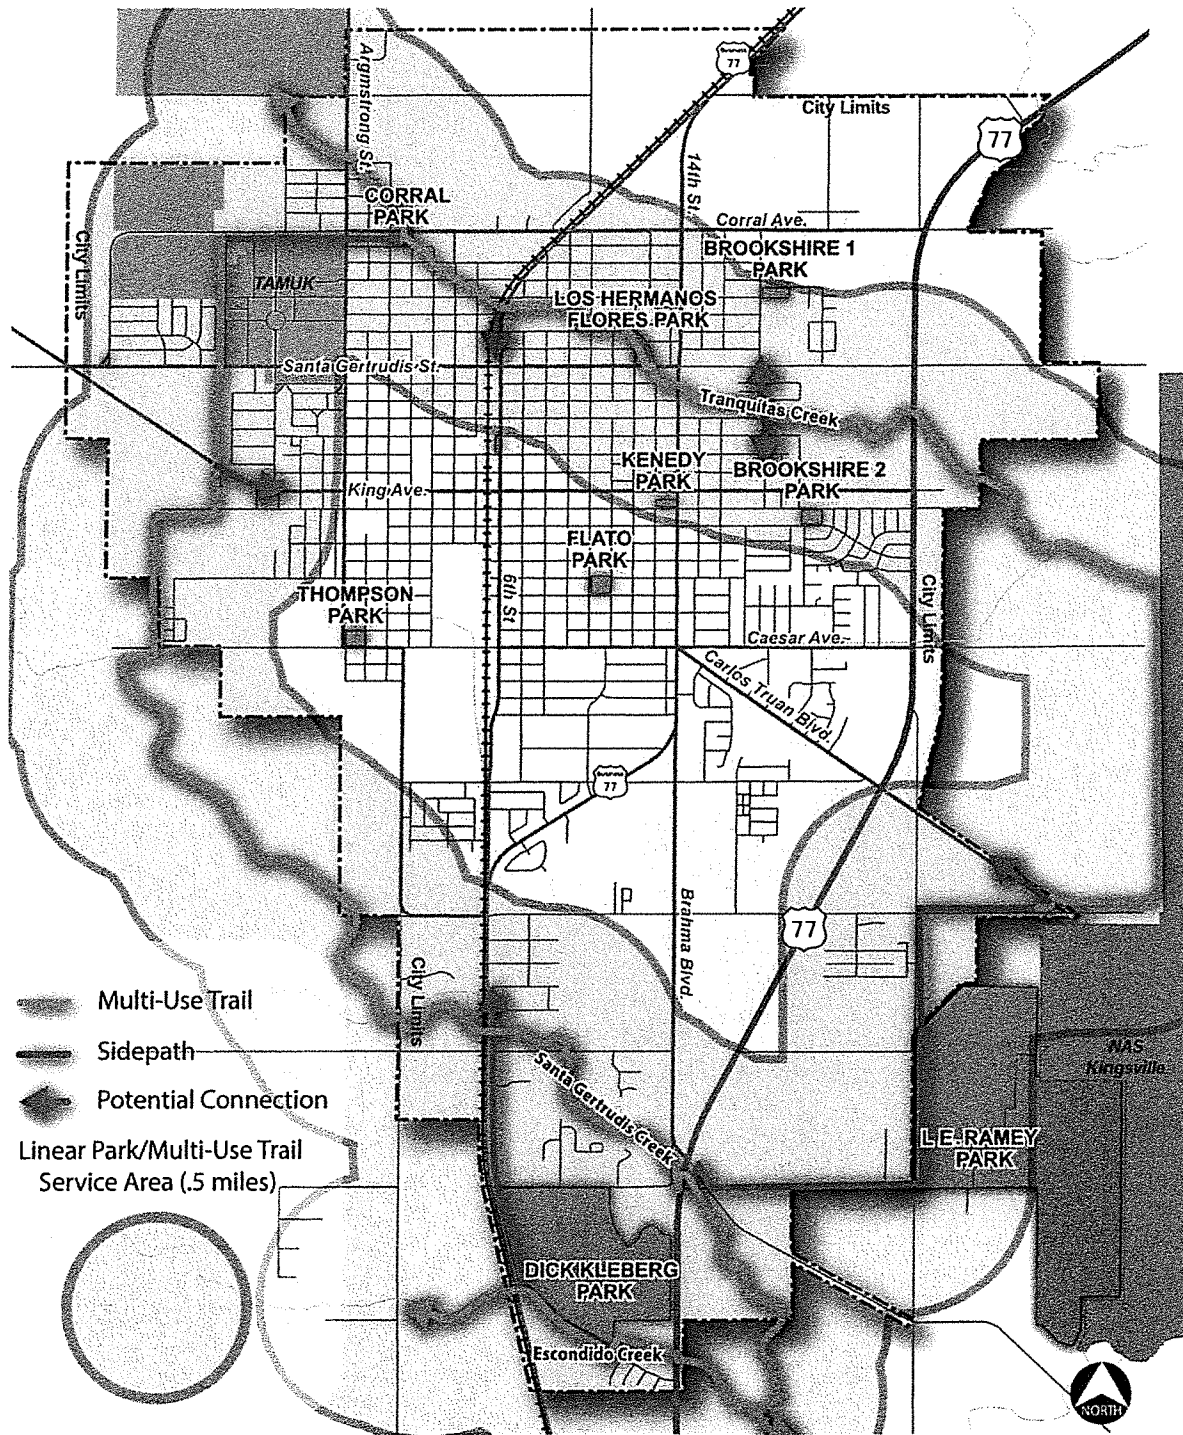 Business
77
City Limits
77
Argmstrong St.
14th St.
CORRAL
PARK
Corral Ave.
City Limits
BROOKSHIRE 1
PARK
TAMUK
LOS HERMANOS
FLORES PARK
Santa Gertrudis St.
Tranquitas Creek
KENEDY
PARK
BROOKSHIRE 2
PARK
King Ave.
FLATO
PARK
THOMPSON
PARK
6th St
City Limits
Caesar Ave.
Carlos Truan Blvd.
Business
77
Brahma Blvd.
77
City Limits
Multi-Use Trail
Sidepath
Potential Connection
Linear Park/Multi-Use Trail
Service Area (.5 miles)
Santa Gertrudis Creek
NAS
Kingsville
L E. RAMEY
PARK
DICK KLEBERG
PARK
Escondido Creek
NORTH